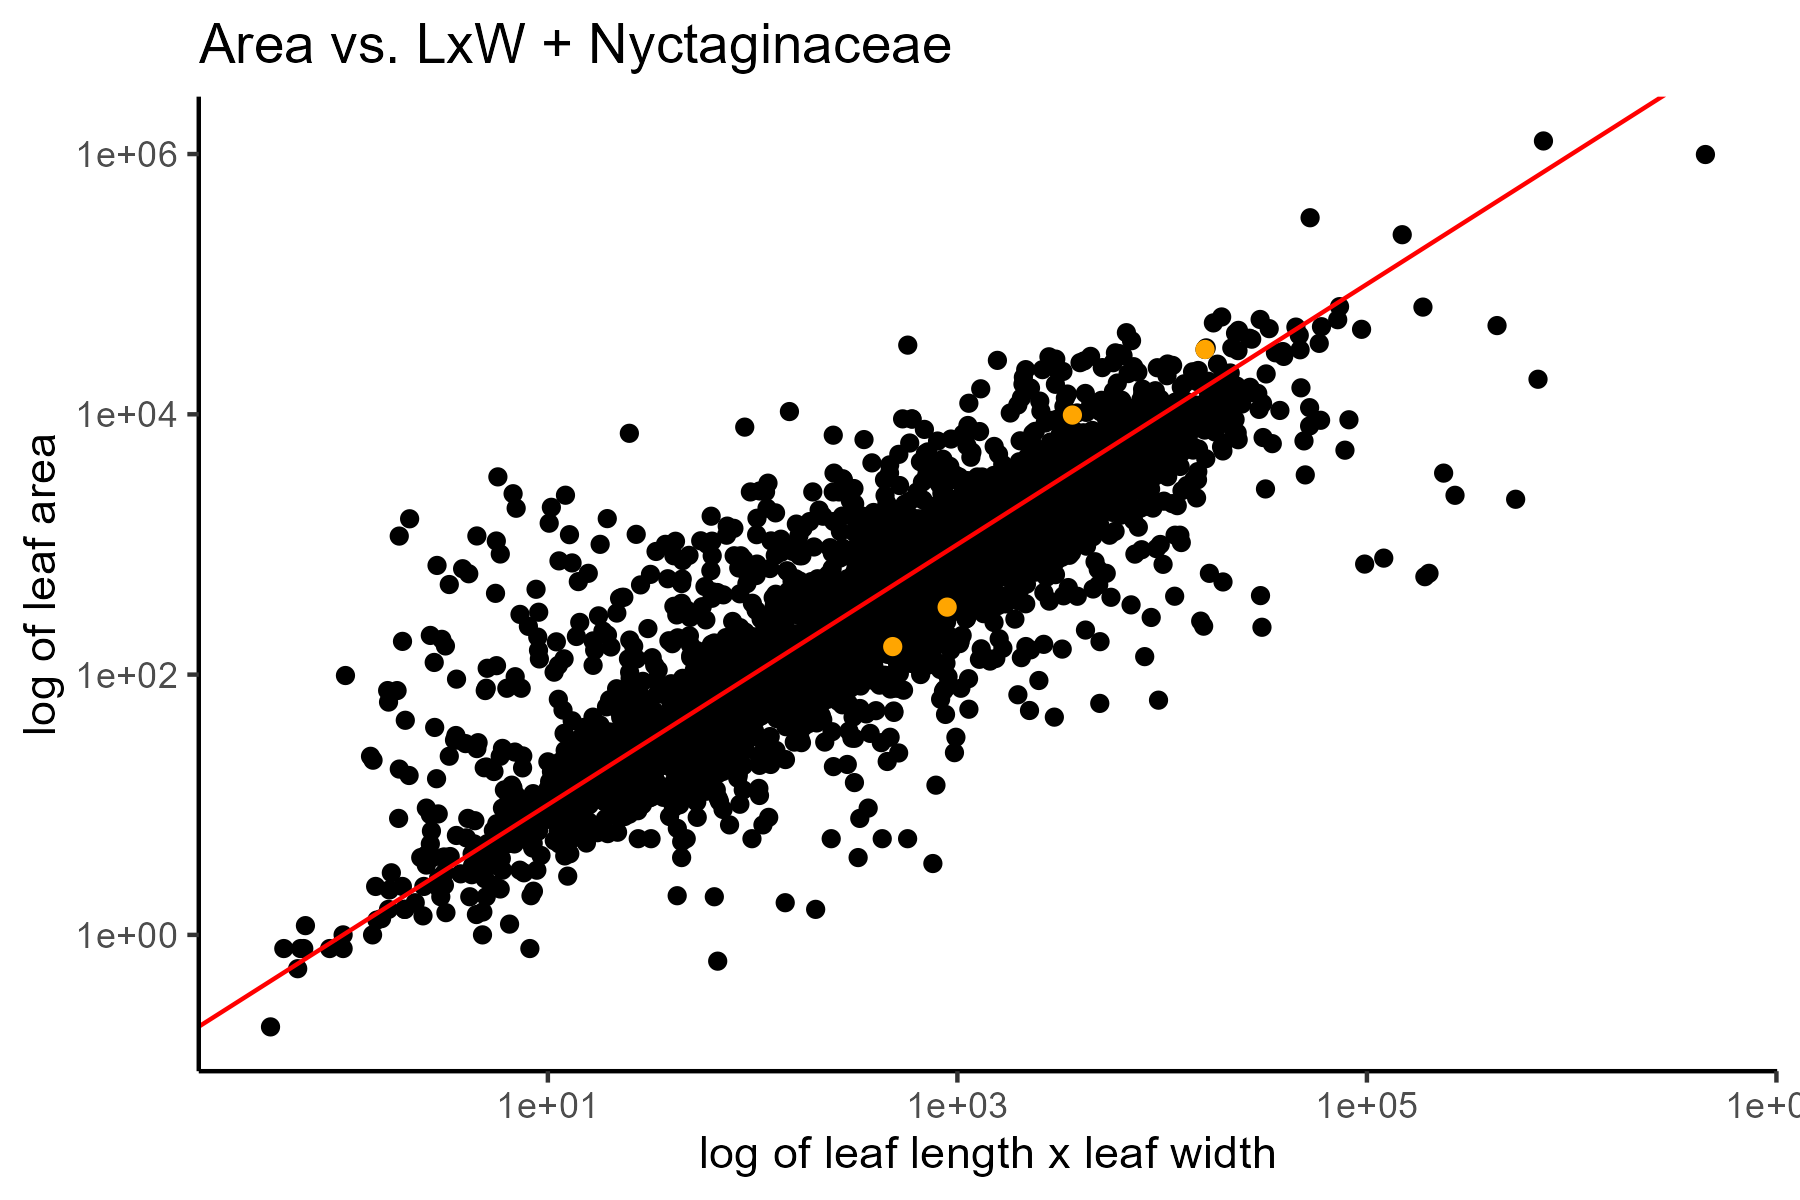 Area vs. LxW + Nyctaginaceae
1e+06
1e+04
1e+02
1e+00
log of leaf area
1e+01
1e+03
1e+05
log of leaf length x leaf width